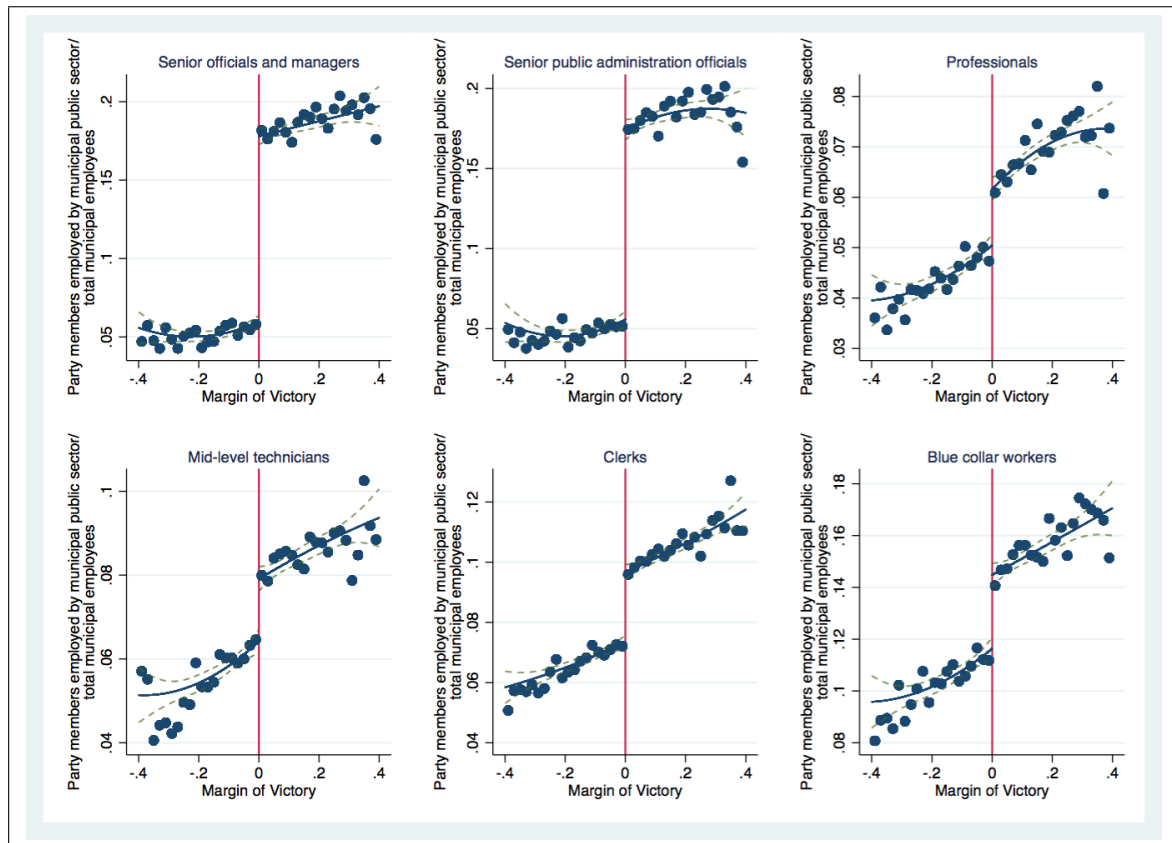 Senior officials and managers
Party members employed by municipal public sector/
total municipal employees
.2
.15
.1
.05
-.4 -.2 0 .2 .4
Margin of Victory
Senior public administration officials
Party members employed by municipal public sector/
total municipal employees
.2
.15
.1
.05
-.4 -.2 0 .2 .4
Margin of Victory
Professionals
Party members employed by municipal public sector/
total municipal employees
.08
.07
.06
.05
.04
.03
-.4 -.2 0 .2 .4
Margin of Victory
Mid-level technicians
Party members employed by municipal public sector/
total municipal employees
.1
.08
.06
.04
-.4 -.2 0 .2 .4
Margin of Victory
Clerks
Party members employed by municipal public sector/
total municipal employees
.12
.1
.08
.06
.04
-.4 -.2 0 .2 .4
Margin of Victory
Blue collar workers
Party members employed by municipal public sector/
total municipal employees
.18
.16
.14
.12
.1
.08
-.4 -.2 0 .2 .4
Margin of Victory